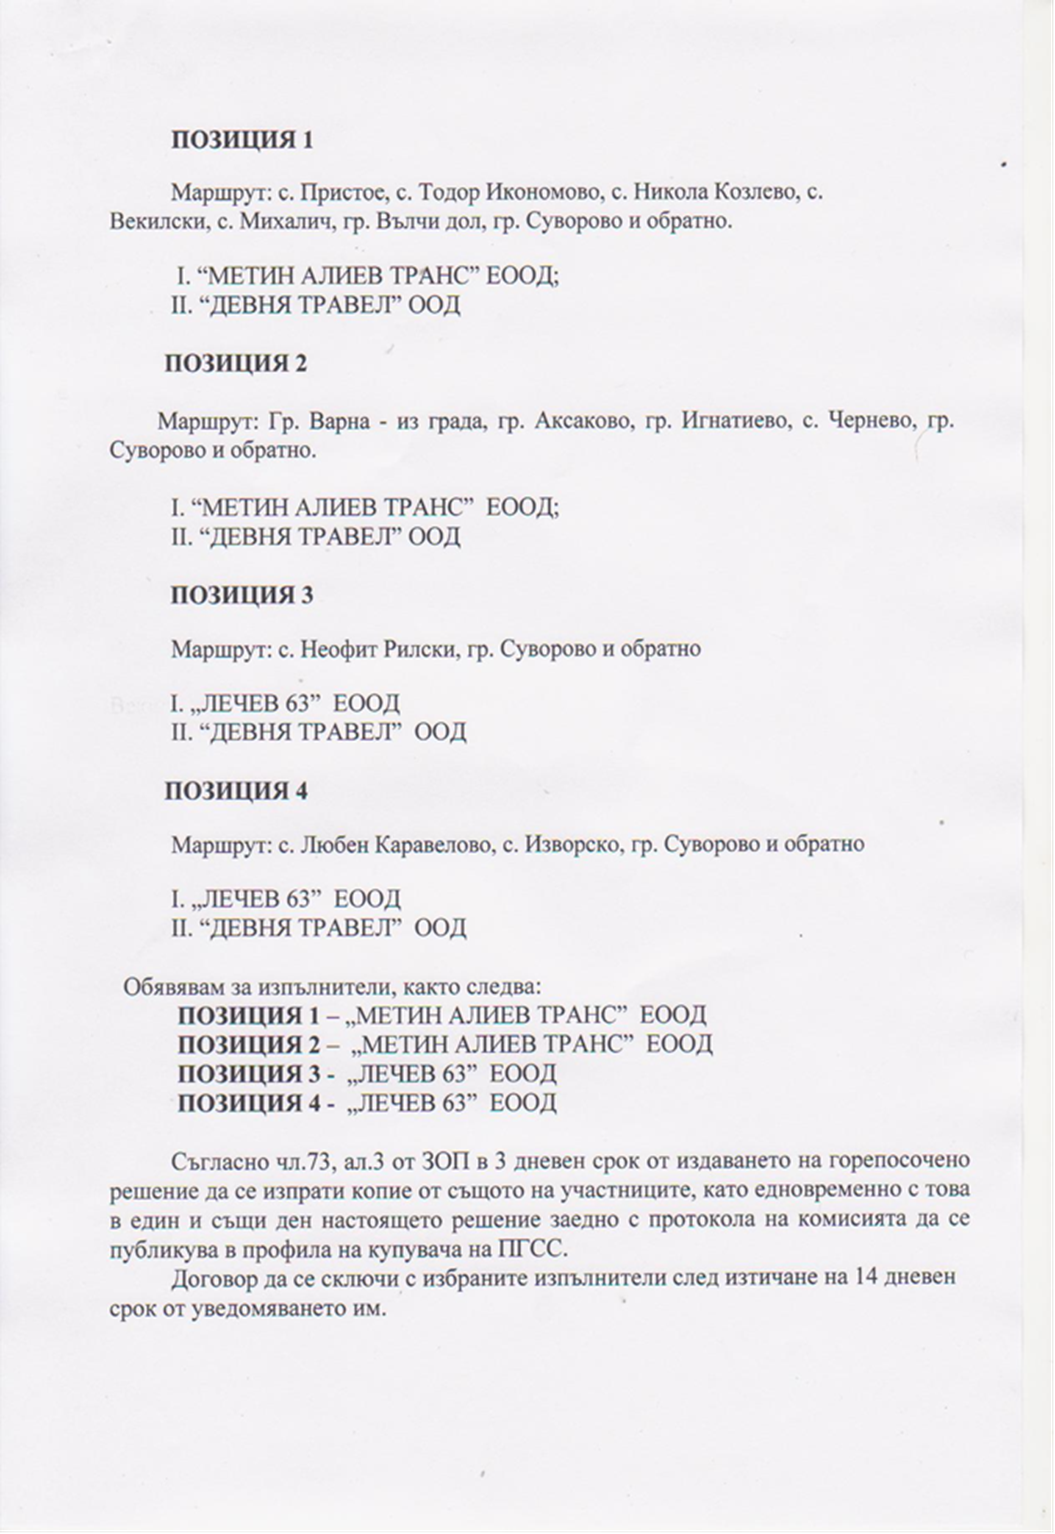 ПОЗИЦИЯ 1
Маршрут: с. Пристое, с. Тодор Икономово, с. Никола Козлево, с.
Векилски, с. Михалич, гр. Вълчи дол, гр. Суворово и обратно.
I. “МЕТИН АЛИЕВ ТРАНС” ЕООД;
II. “ДЕВНЯ ТРАВЕЛ” ООД
ПОЗИЦИЯ 2
Маршрут: Гр. Варна - из града, гр. Аксаково, гр. Игнатиево, с. Чернево, гр.
Суворово и обратно.
I. “МЕТИН АЛИЕВ ТРАНС” ЕООД;
II. “ДЕВНЯ ТРАВЕЛ” ООД
ПОЗИЦИЯ 3
Маршрут: с. Неофит Рилски, гр. Суворово и обратно
I. „ЛЕЧЕВ 63” ЕООД
II. “ДЕВНЯ ТРАВЕЛ” ООД
ПОЗИЦИЯ 4
Маршрут: с. Любен Каравелово, с. Изворско, гр. Суворово и обратно
I. „ЛЕЧЕВ 63” ЕООД
II. “ДЕВНЯ ТРАВЕЛ” ООД
Обявявам за изпълнители, както следва:
ПОЗИЦИЯ 1 – „МЕТИН АЛИЕВ ТРАНС” ЕООД
ПОЗИЦИЯ 2 – „МЕТИН АЛИЕВ ТРАНС” ЕООД
ПОЗИЦИЯ 3 - „ЛЕЧЕВ 63” ЕООД
ПОЗИЦИЯ 4 - „ЛЕЧЕВ 63” ЕООД
Съгласно чл.73, ал.3 от ЗОП в 3 дневен срок от издаването на горепосочено
решение да се изпрати копие от същото на участниците, като едновременно с това
в един и същи ден настоящето решение заедно с протокола на комисията да се
публикува в профила на купувача на ПГСС.
Договор да се сключи с избраните изпълнители след изтичане на 14 дневен
срок от уведомяването им.